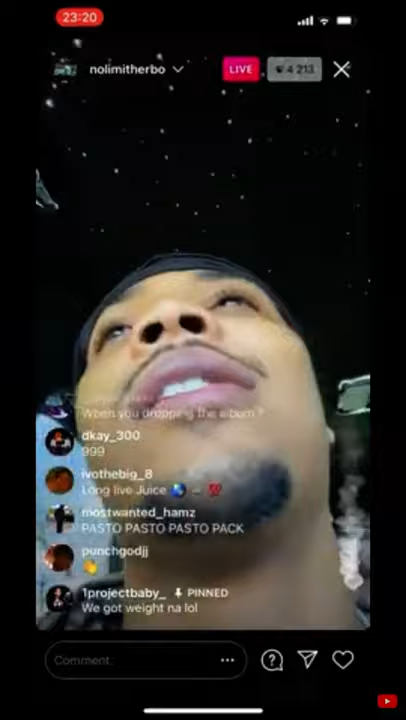 23:20
nolimitherbo
LIVE
4 213
When you dropping the album ?
dkay_300
999
ivothebig_8
Long live Juice 🌎 ... 💯
mostwanted_hamz
PASTO PASTO PASTO PACK
punchgodjj
👏
1projectbaby_ PINNED
We got weight na lol
Comment